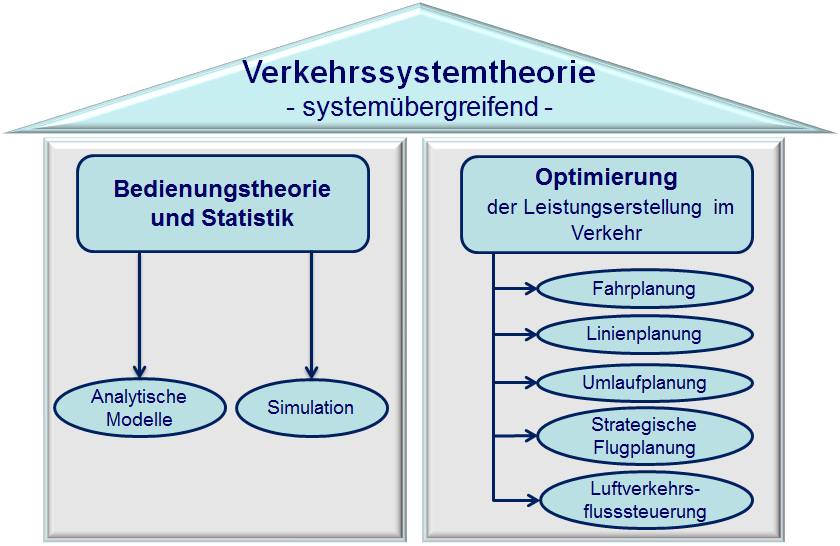 Verkehrssystemtheorie
- systemübergreifend -
Bedienungstheorie
und Statistik
Analytische
Modelle
Simulation
Optimierung
der Leistungserstellung im
Verkehr
Fahrplanung
Linienplanung
Umlaufplanung
Strategische
Flugplanung
Luftverkehrs-
flusssteuerung